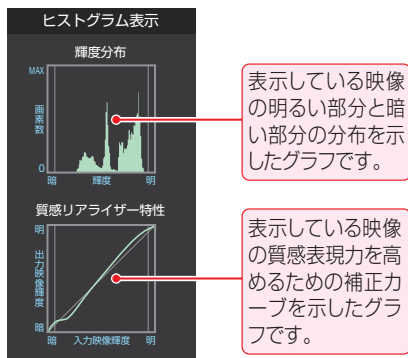 ヒストグラム表示
輝度分布
MAX
画素数
0
暗 輝度 明
表示している映像
の明るい部分と暗
い部分の分布を示
したグラフです。
質感リアライザー特性
明
出力映像輝度
暗
暗 入力映像輝度 明
表示している映像
の質感表現力を高
めるための補正カ
ーブを示したグラ
フです。